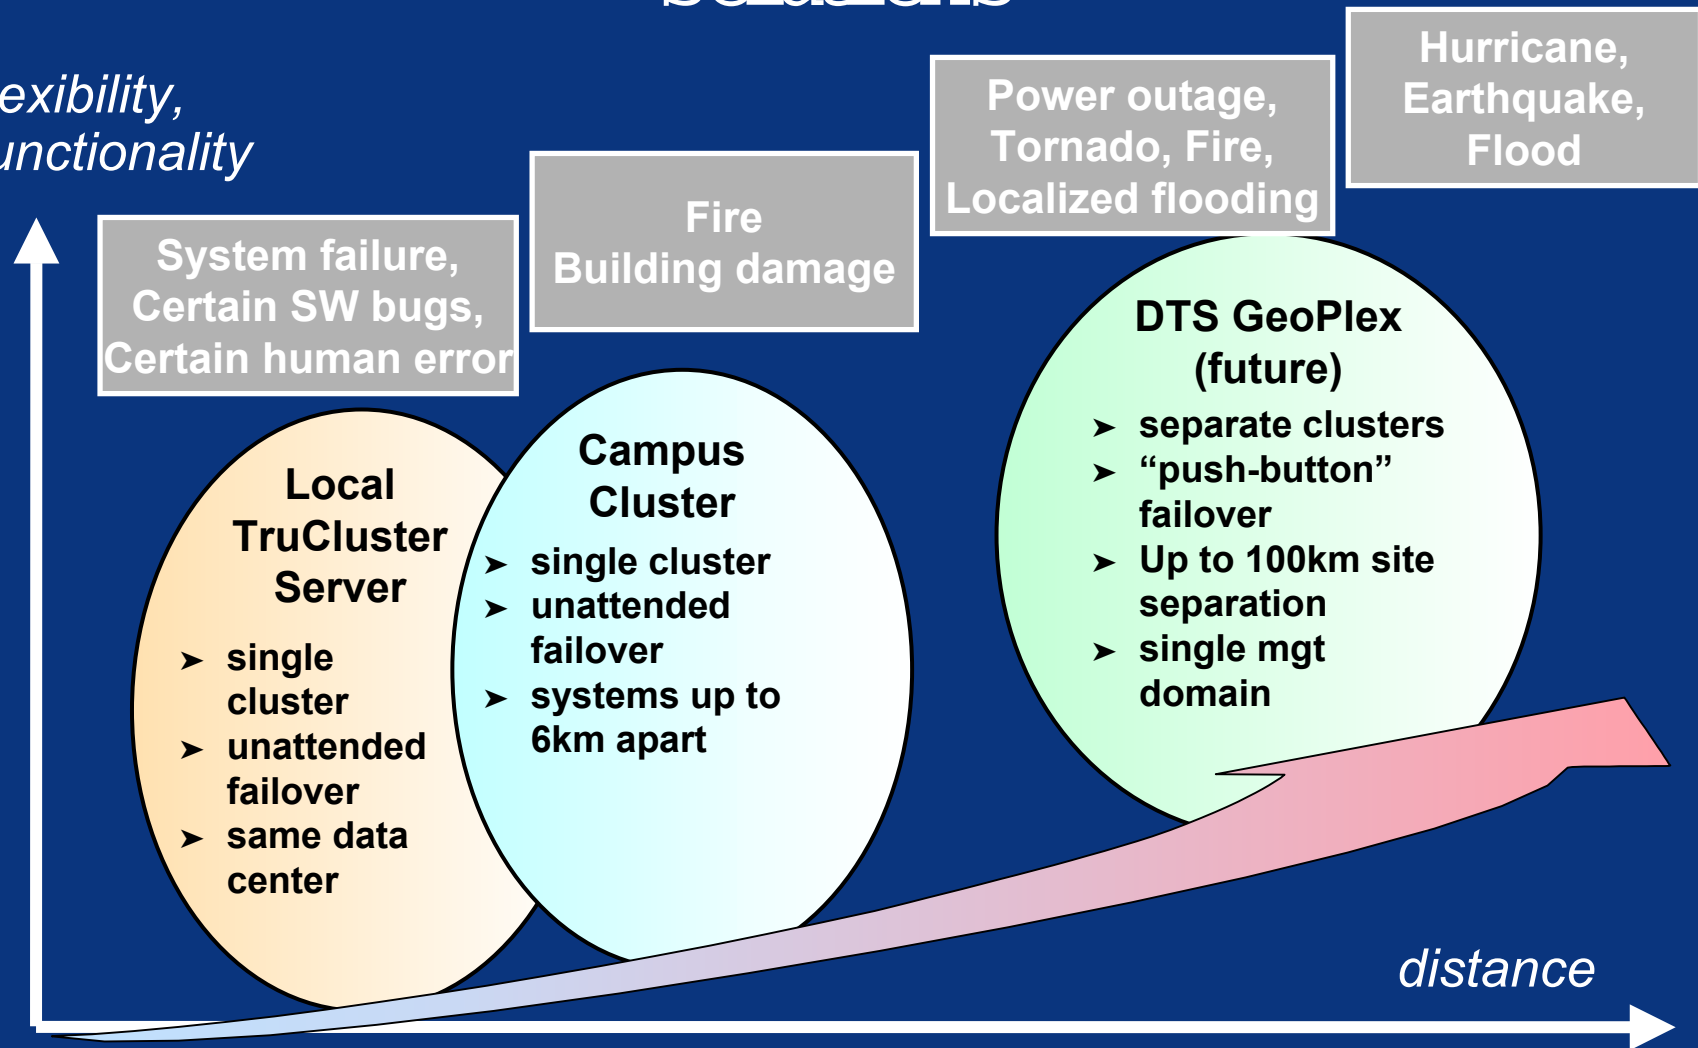 exibility,
unctionality
Hurricane,
Earthquake,
Flood
Power outage,
Tornado, Fire,
Localized flooding
Fire
Building damage
System failure,
Certain SW bugs,
Certain human error
Local
TruCluster
Server
➤ single
cluster
➤ unattended
failover
➤ same data
center
Campus
Cluster
➤ single cluster
➤ unattended
failover
➤ systems up to
6km apart
DTS GeoPlex
(future)
➤ separate clusters
➤ “push-button”
failover
➤ Up to 100km site
separation
➤ single mgt
domain
distance